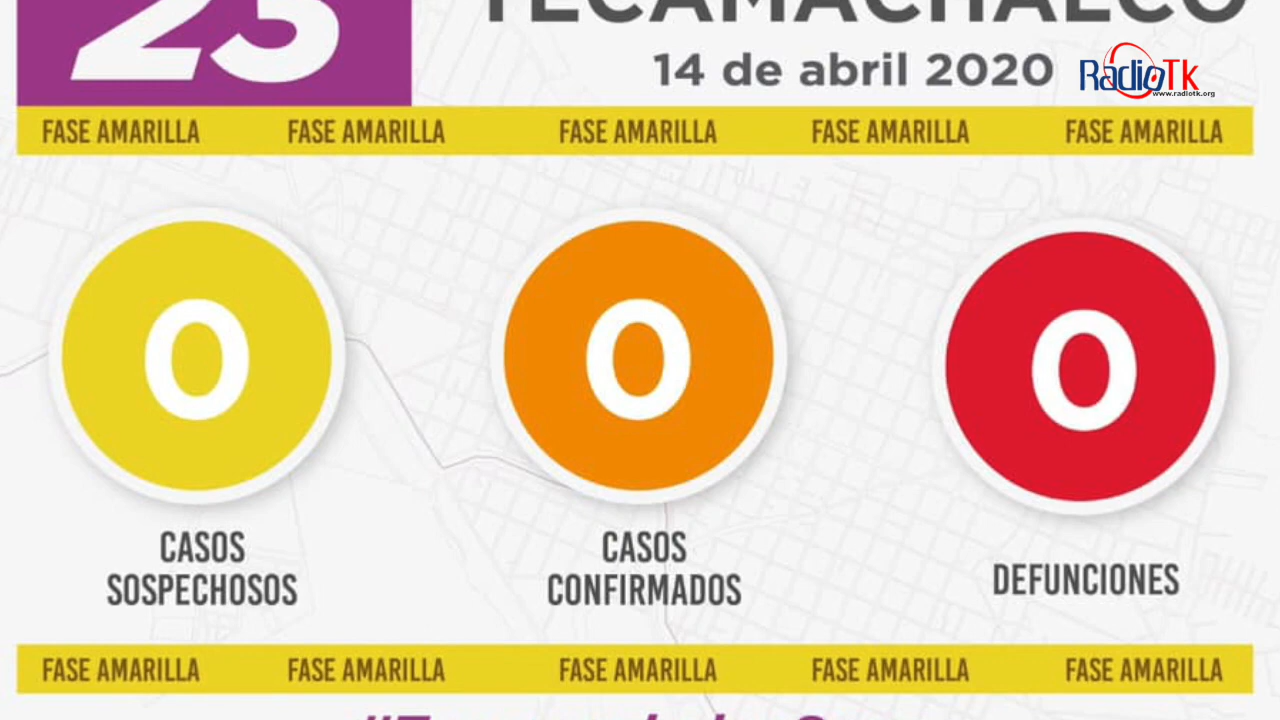 23
TECAMACHALCO
14 de abril 2020
RadioTk
www.radiotk.org
FASE AMARILLA FASE AMARILLA FASE AMARILLA FASE AMARILLA FASE AMARILLA
0 0 0
CASOS SOSPECHOSOS
CASOS CONFIRMADOS
DEFUNCIONES
FASE AMARILLA FASE AMARILLA FASE AMARILLA FASE AMARILLA FASE AMARILLA